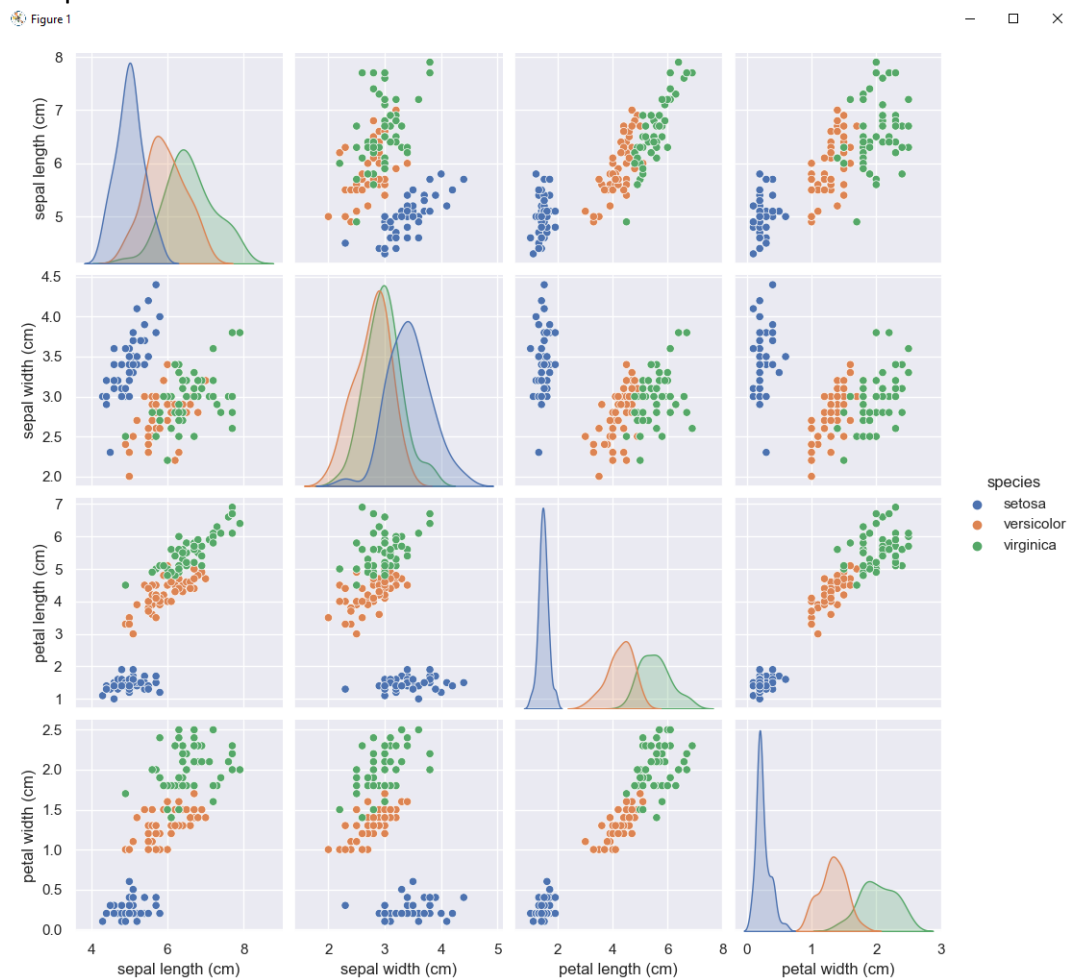 Figure 1
8
7
6
5
sepal length (cm)
4.5
4.0
3.5
3.0
2.5
2.0
sepal width (cm)
7
6
5
4
3
2
1
petal length (cm)
2.5
2.0
1.5
1.0
0.5
0.0
petal width (cm)
4 6 8
sepal length (cm)
2 3 4 5
sepal width (cm)
2 4 6 8
petal length (cm)
0 1 2 3
petal width (cm)
species
setosa
versicolor
virginica